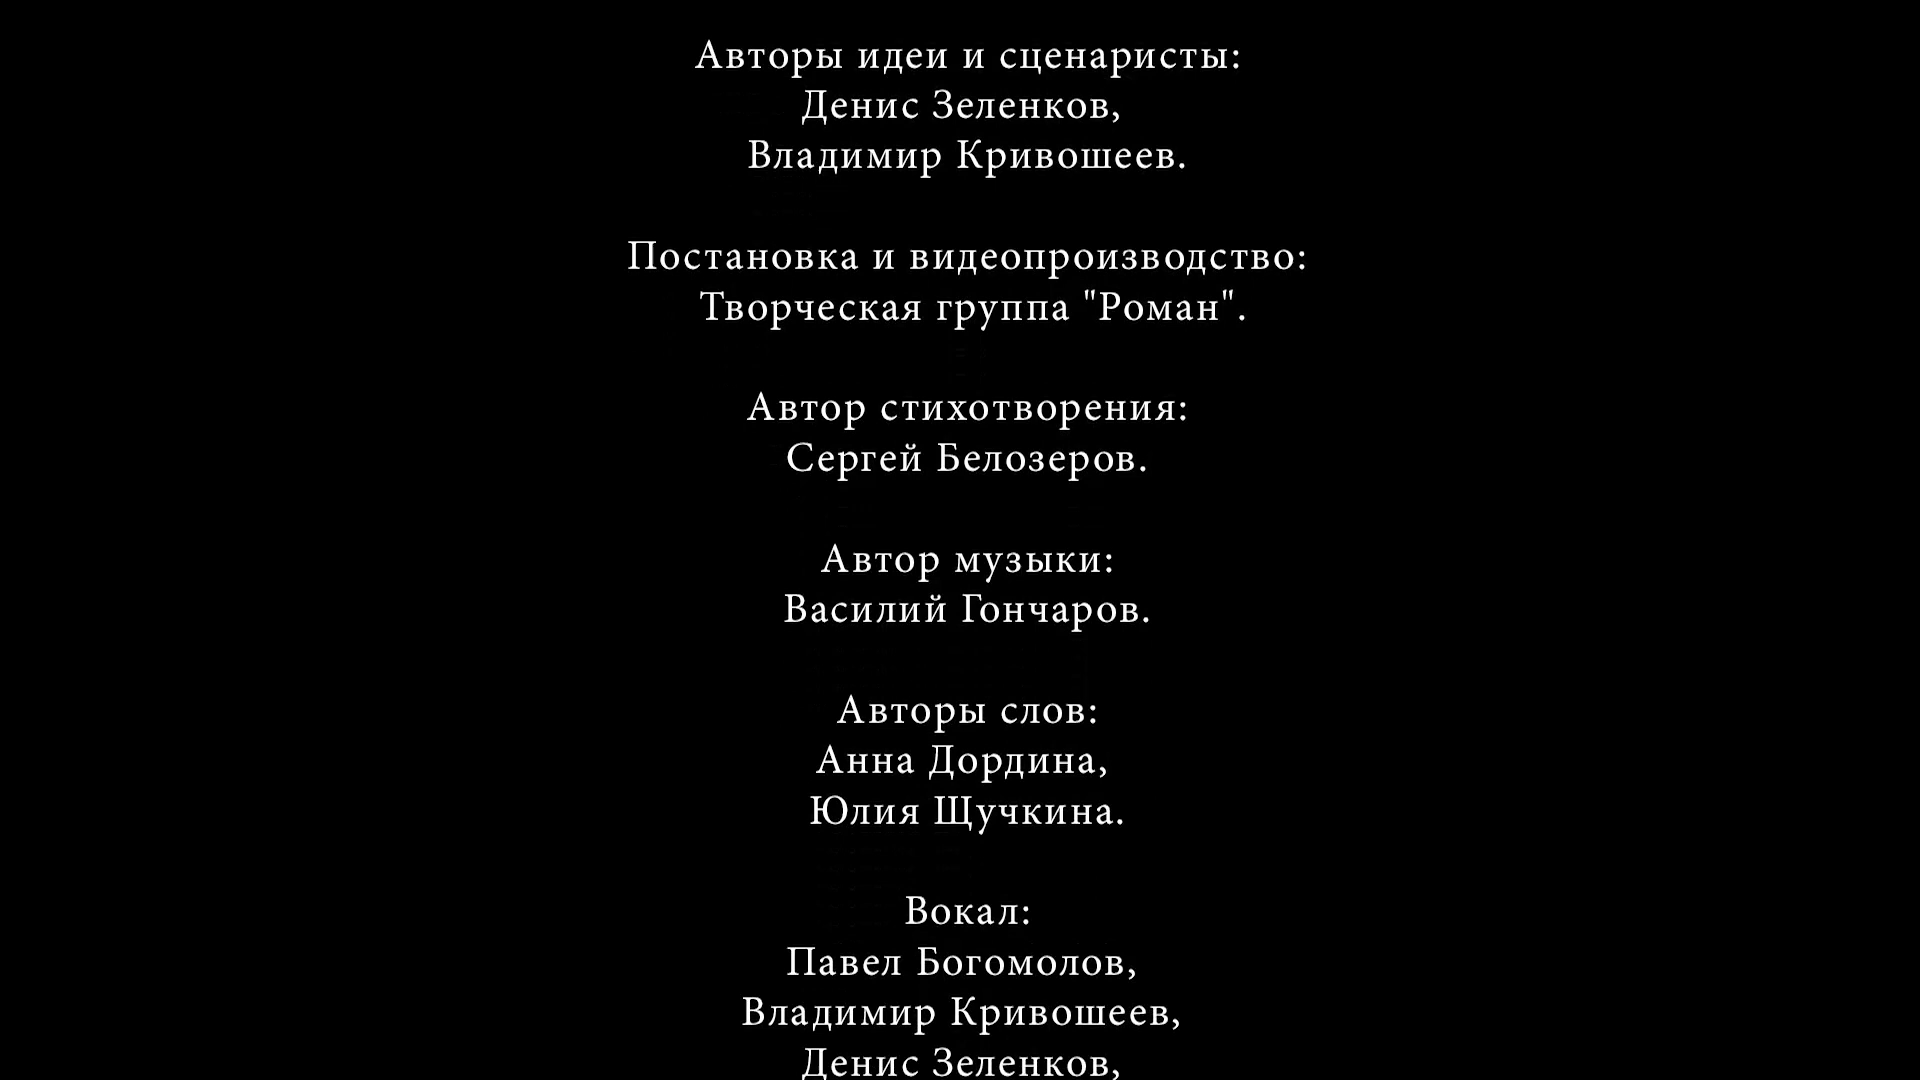 Авторы идеи и сценаристы:
Денис Зеленков,
Владимир Кривошеев.
Постановка и видеопроизводство:
Творческая группа "Роман".
Автор стихотворения:
Сергей Белозеров.
Автор музыки:
Василий Гончаров.
Авторы слов:
Анна Дордина,
Юлия Щучкина.
Вокал:
Павел Богомолов,
Владимир Кривошеев,
Денис Зеленков,